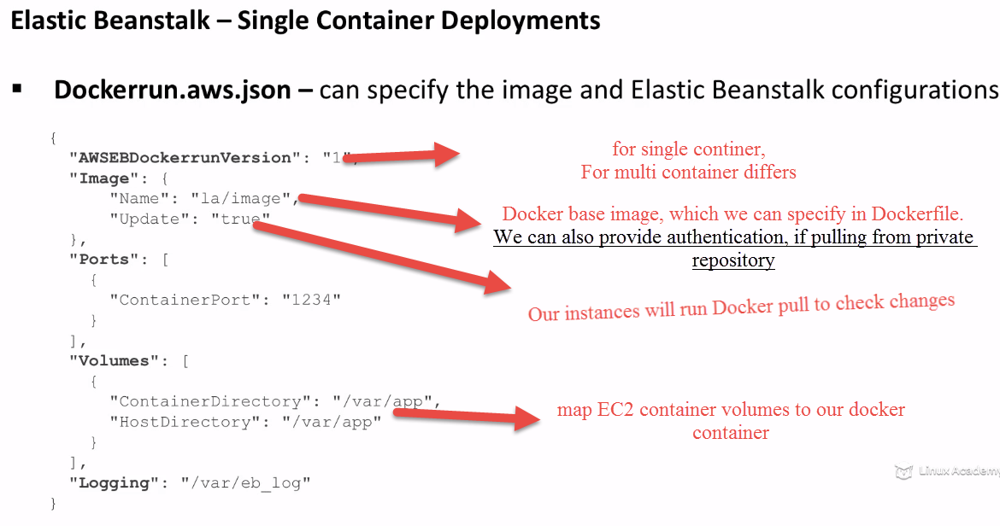 Elastic Beanstalk – Single Container Deployments
▪ Dockerrun.aws.json – can specify the image and Elastic Beanstalk configurations
{
"AWSEBDockerrunVersion": "1",
for single continer,
For multi container differs
"Image": {
"Name": "la/image",
"Update": "true"
},
Docker base image, which we can specify in Dockerfile.
We can also provide authentication, if pulling from private
repository
"Ports": [
{
"ContainerPort": "1234"
}
],
Our instances will run Docker pull to check changes
"Volumes": [
{
"ContainerDirectory": "/var/app",
"HostDirectory": "/var/app"
}
],
map EC2 container volumes to our docker
container
"Logging": "/var/eb_log"
}
Linux Academy